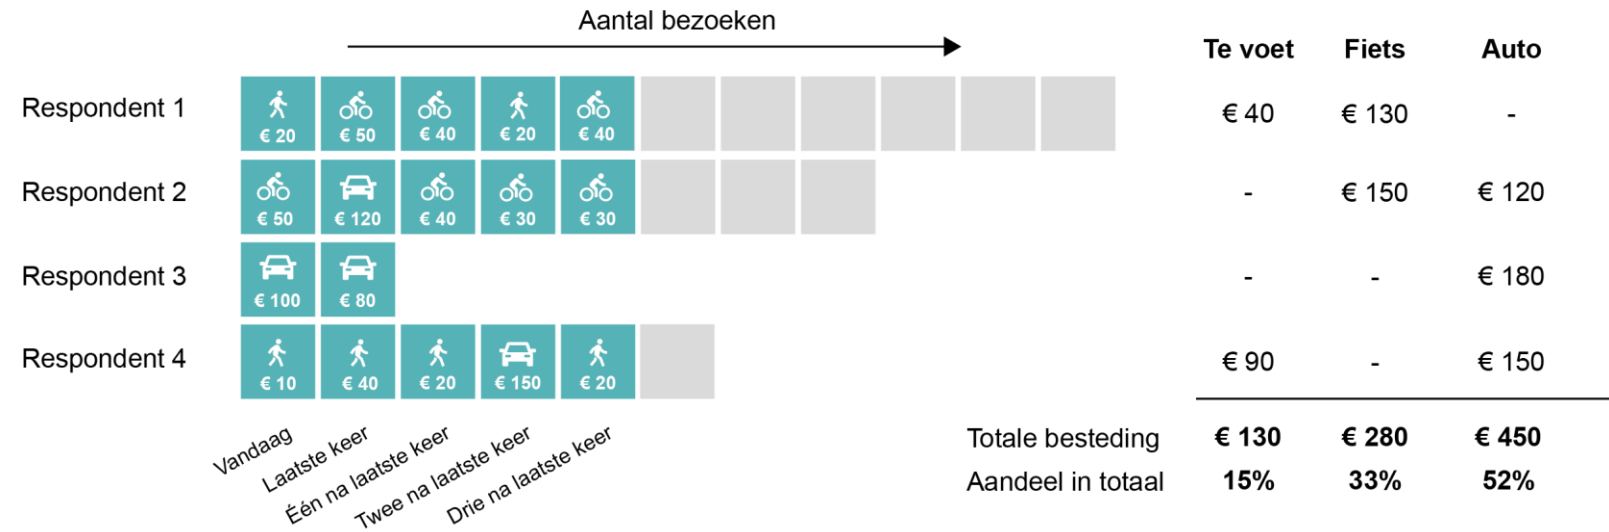 Aantal bezoeken
Te voet Fiets Auto
Respondent 1 € 20 € 50 € 40 € 20 € 40 € 40 € 130 -
Respondent 2 € 50 € 120 € 40 € 30 € 30 - € 150 € 120
Respondent 3 € 100 € 80 - - € 180
Respondent 4 € 10 € 40 € 20 € 150 € 20 € 90 - € 150
Vandaag
Laatste keer
Één na laatste keer
Twee na laatste keer
Drie na laatste keer
Totale besteding € 130 € 280 € 450
Aandeel in totaal 15% 33% 52%